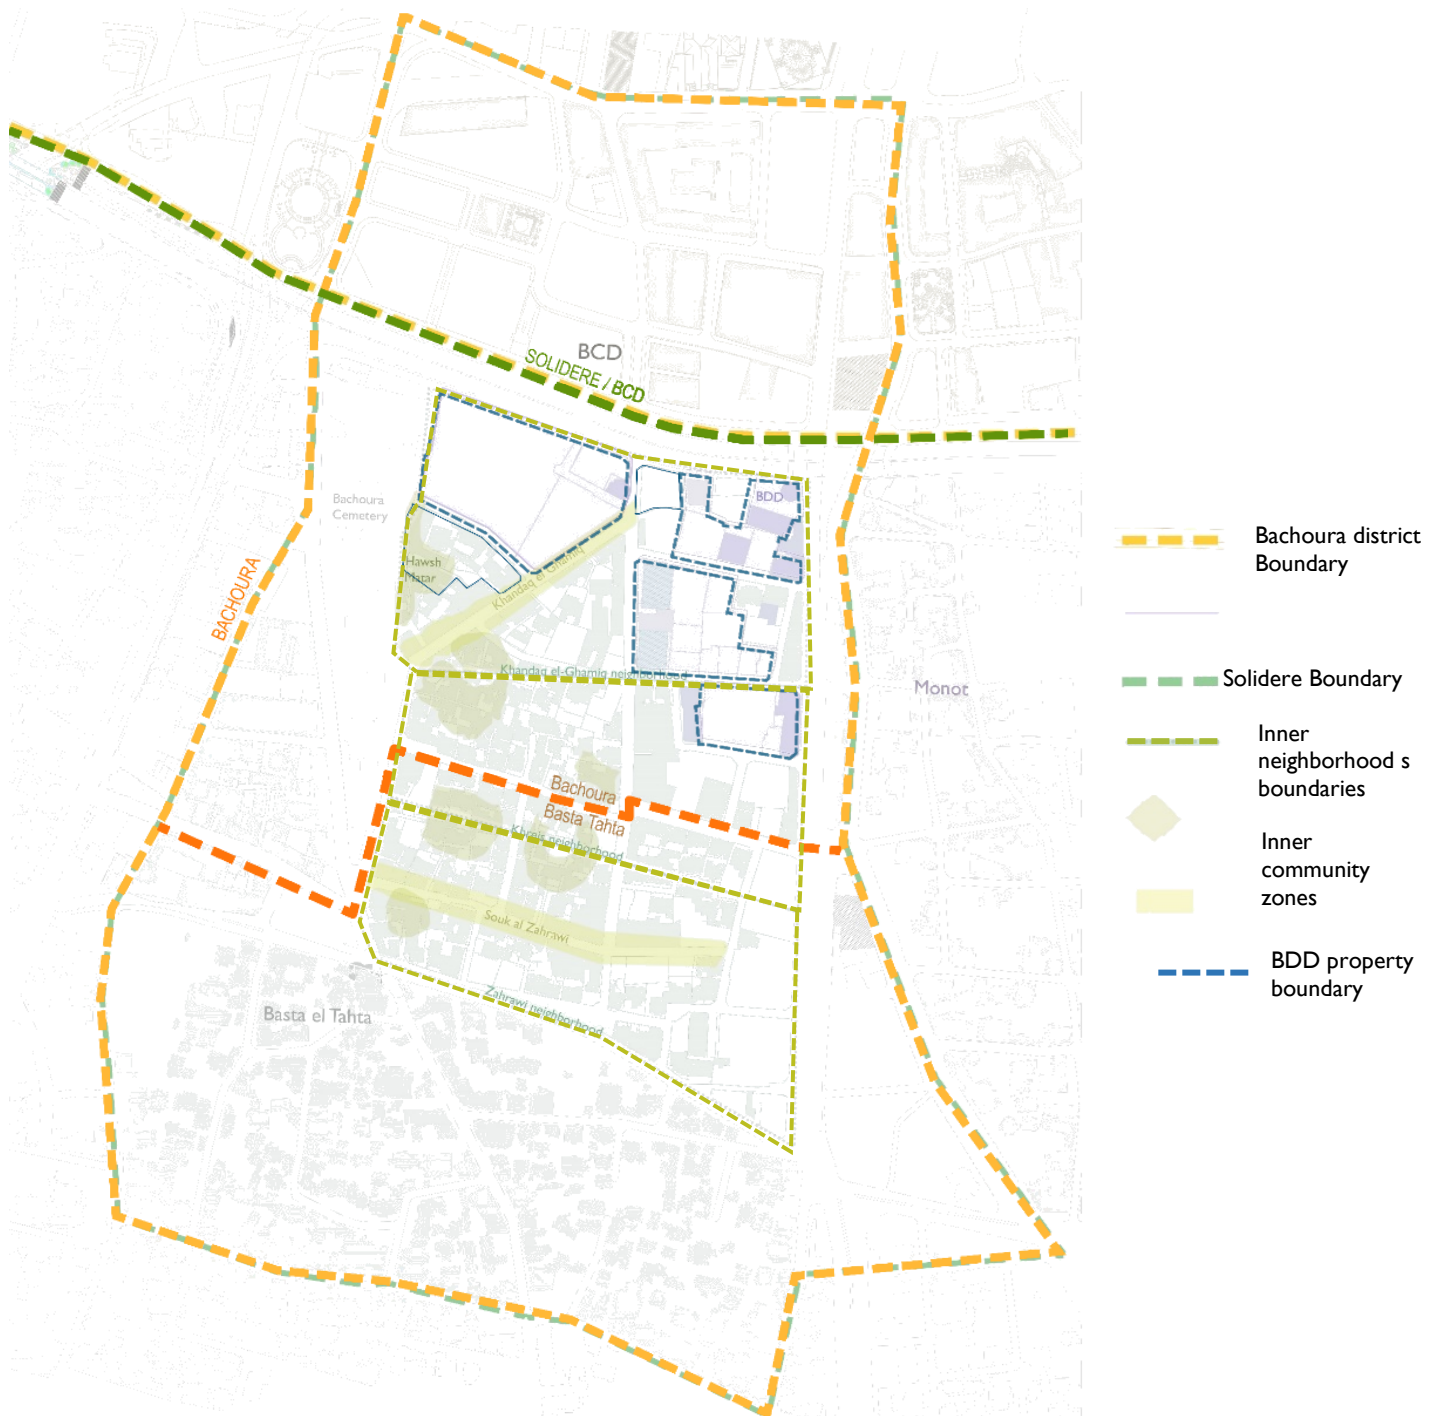 BCD
SOLIDERE / BCD
BDD
Bachoura
Cemetery
Hawsh
Matar
Khandaq el Ghamiq
BACHOURA
Khandaq el-Ghamiq neighborhood
Monot
Bachoura
Basta Tahta
Khreis neighborhood
Souk al Zahrawi
Zahrawi neighborhood
Basta el Tahta
Bachoura district
Boundary
Solidere Boundary
Inner
neighborhood s
boundaries
Inner
community
zones
BDD property
boundary